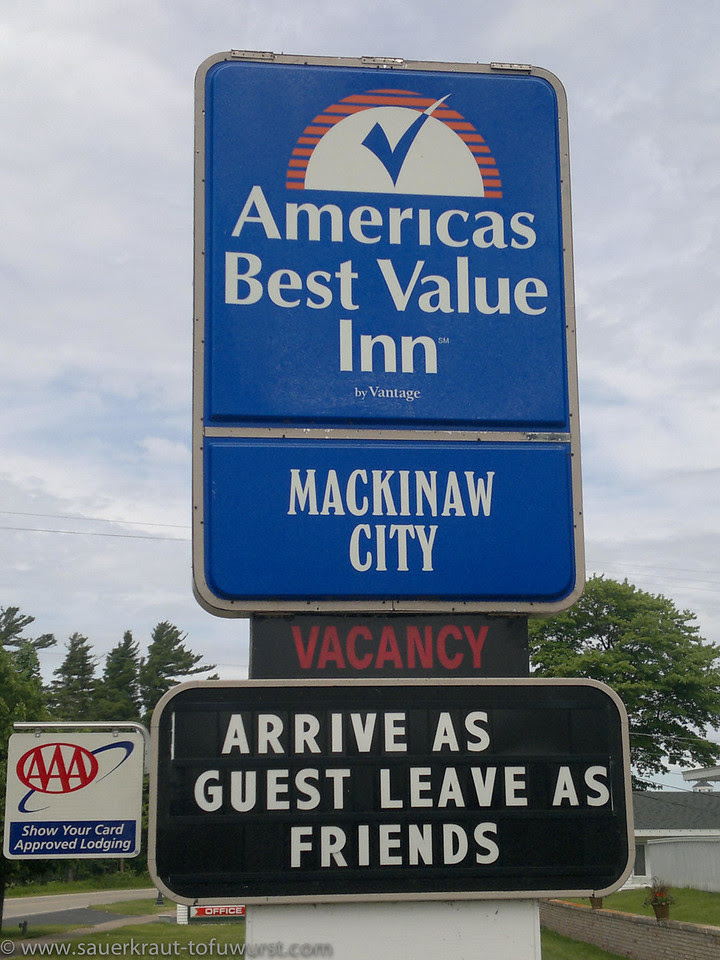 Americas
Best Value
Inn SM
by Vantage
MACKINAW
CITY
VACANCY
ARRIVE AS
GUEST LEAVE AS
FRIENDS
AAA
Show Your Card
Approved Lodging
OFFICE
© www.sauerkraut-tofuwurst.com